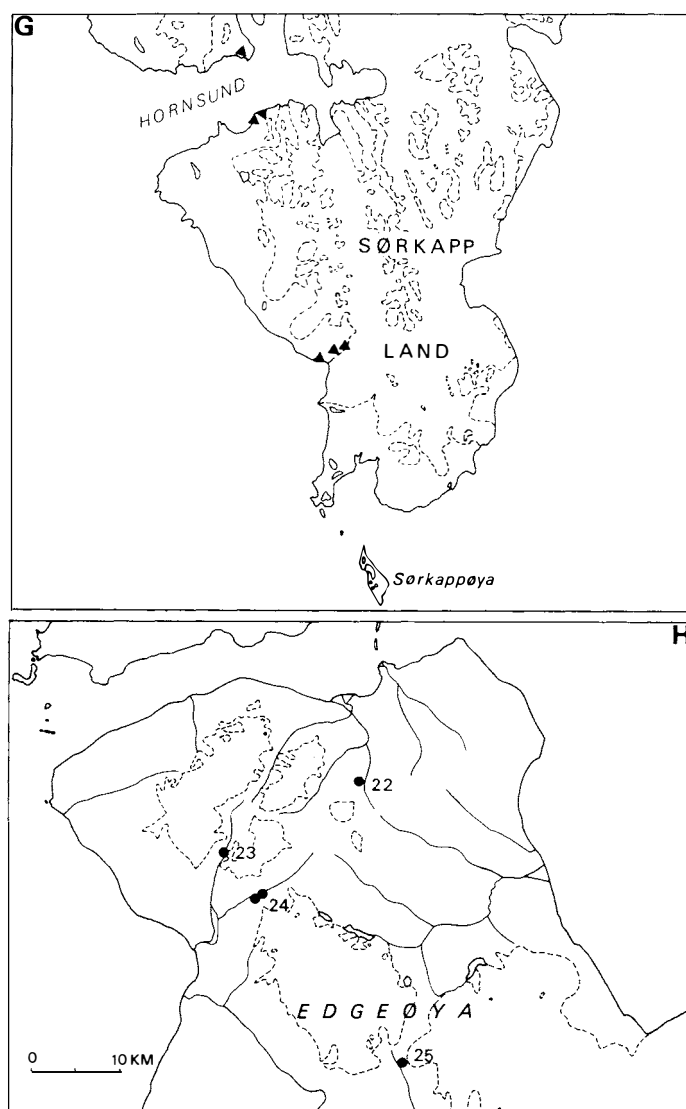 G
HORNSUND
SØRKAPP
LAND
Sørkappøya
H
22
23
24
EDGEØYA
25
0 10 KM